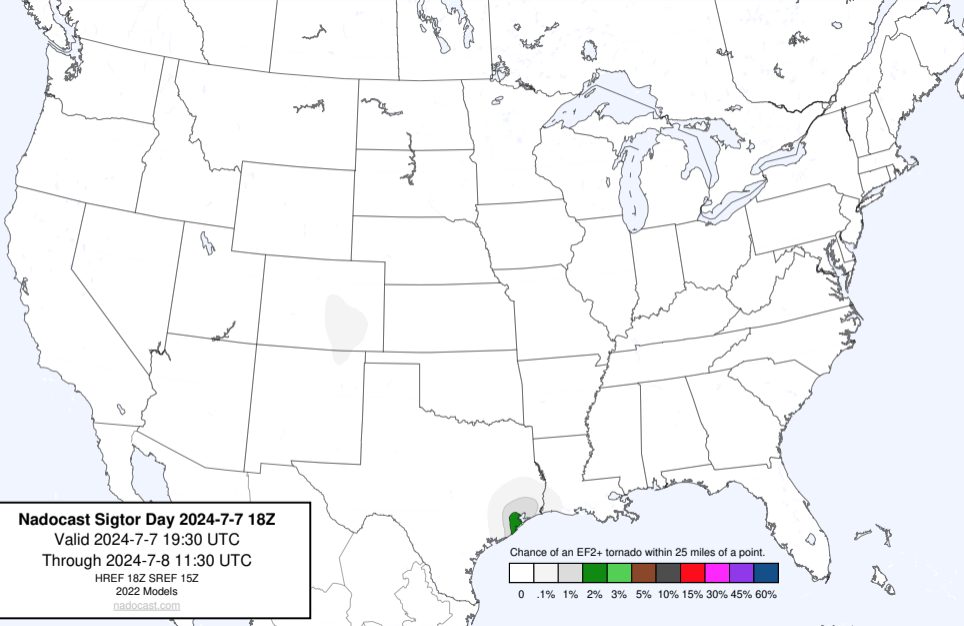 Nadocast Sigtor Day 2024-7-7 18Z
Valid 2024-7-7 19:30 UTC
Through 2024-7-8 11:30 UTC
HREF 18Z SREF 15Z
2022 Models
nadocast.com
Chance of an EF2+ tornado within 25 miles of a point.
0 .1% 1% 2% 3% 5% 10% 15% 30% 45% 60%